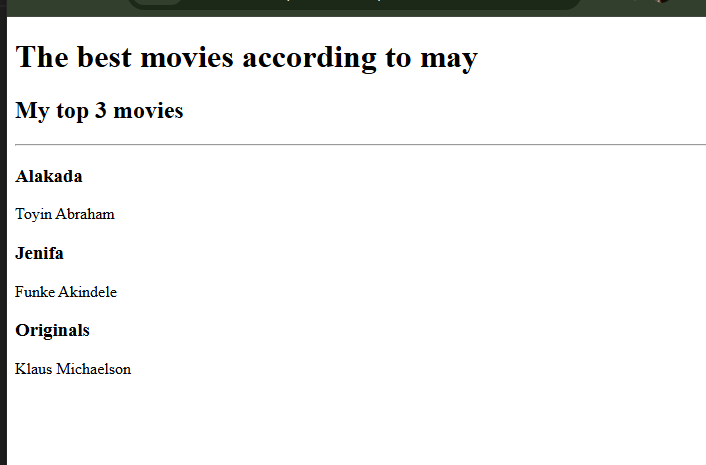 The best movies according to may
My top 3 movies
Alakada
Toyin Abraham
Jenifa
Funke Akindele
Originals
Klaus Michaelson